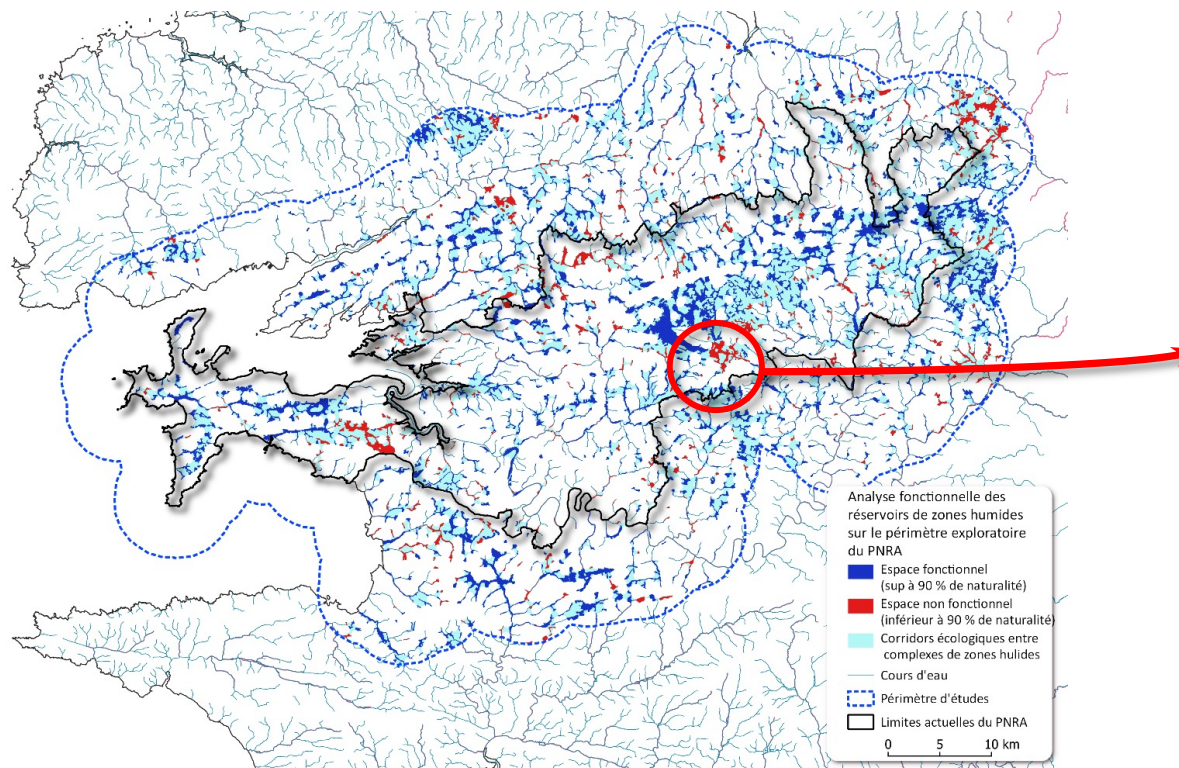 Analyse fonctionnelle des
réservoirs de zones humides
sur le périmètre exploratoire
du PNRA
Espace fonctionnel
(sup à 90 % de naturalité)
Espace non fonctionnel
(inférieur à 90 % de naturalité)
Corridors écologiques entre
complexes de zones hulides
Cours d'eau
Périmètre d'études
Limites actuelles du PNRA
0 5 10 km